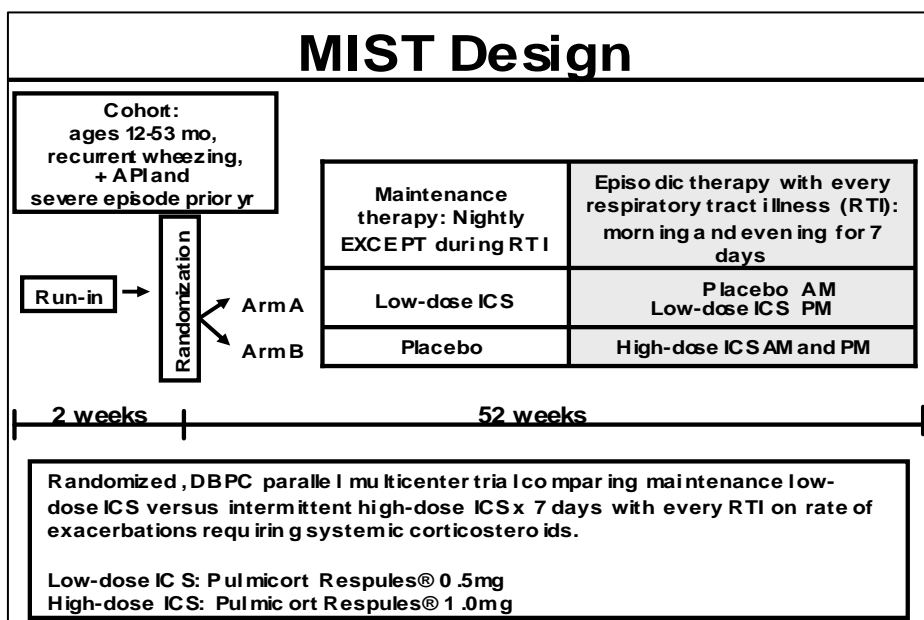 MIST Design
Cohort:
ages 12-53 mo,
recurrent wheezing,
+ API and
severe episode prior yr
Run-in
Randomization
Arm A
Arm B
Maintenance
therapy: Nightly
EXCEPT during RTI
Episodic therapy with every
respiratory tract illness (RTI):
morning and evening for 7
days
Low-dose ICS
Placebo AM
Low-dose ICS PM
Placebo
High-dose ICS AM and PM
2 weeks
52 weeks
Randomized, DBPC parallel multicenter trial comparing maintenance low-
dose ICS versus intermittent high-dose ICS x 7 days with every RTI on rate of
exacerbations requiring systemic corticosteroids.
Low-dose ICS: Pulmicort Respules® 0.5mg
High-dose ICS: Pulmicort Respules® 1.0mg